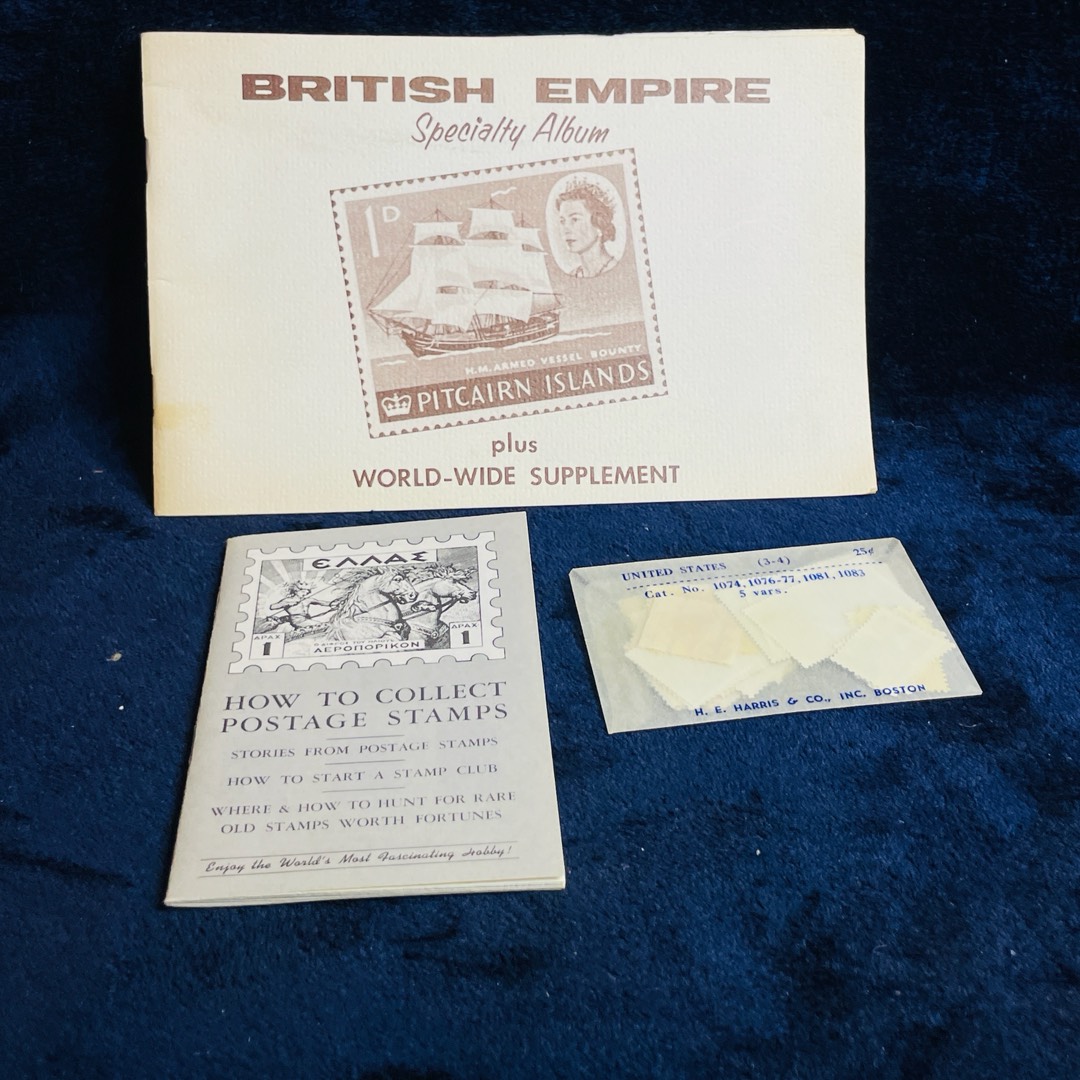 BRITISH EMPIRE
Specialty Album
1D
H.M. ARMED VESSEL BOUNTY
PITCAIRN ISLANDS
plus
WORLD-WIDE SUPPLEMENT
ΕΛΛΑΣ
ΔΡΑΧ
1
ΔΡΑΧ
1
ΑΕΡΟΠΟΡΙΚΟΝ
HOW TO COLLECT
POSTAGE STAMPS
STORIES FROM POSTAGE STAMPS
HOW TO START A STAMP CLUB
WHERE & HOW TO HUNT FOR RARE
OLD STAMPS WORTH FORTUNES
Enjoy the World's Most Fascinating Hobby!
UNITED STATES (3-4) 25¢
Cat. No. 1074, 1076-77, 1081, 1083
5 vars.
H. E. HARRIS & CO., INC. BOSTON